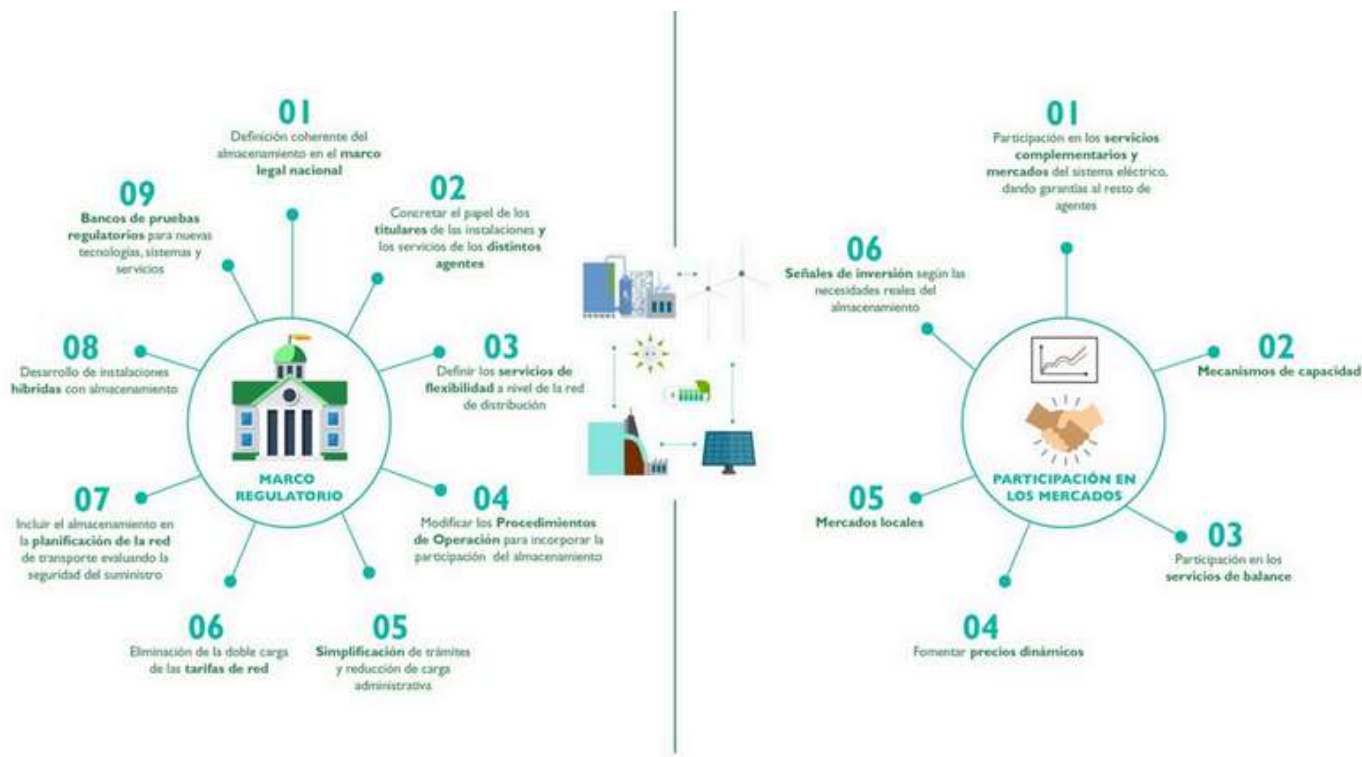 01
Definición coherente del
almacenamiento en el marco
legal nacional
02
Concretar el papel de los
titulares de las instalaciones y
los servicios de los distintos
agentes
03
Definir los servicios de
flexibilidad a nivel de la red
de distribución
04
Modificar los Procedimientos
de Operación para incorporar la
participación del almacenamiento
05
Simplificación de trámites
y reducción de carga
administrativa
06
Eliminación de la doble carga
de las tarifas de red
07
Incluir el almacenamiento en
la planificación de la red
de transporte evaluando la
seguridad del suministro
08
Desarrollo de instalaciones
híbridas con almacenamiento
09
Bancos de pruebas
regulatorios para nuevas
tecnologías, sistemas y
servicios
MARCO
REGULATORIO
01
Participación en los servicios
complementarios y
mercados del sistema eléctrico,
dando garantías al resto de
agentes
02
Mecanismos de capacidad
03
Participación en los
servicios de balance
04
Fomentar precios dinámicos
05
Mercados locales
06
Señales de inversión según las
necesidades reales del
almacenamiento
PARTICIPACIÓN EN
LOS MERCADOS